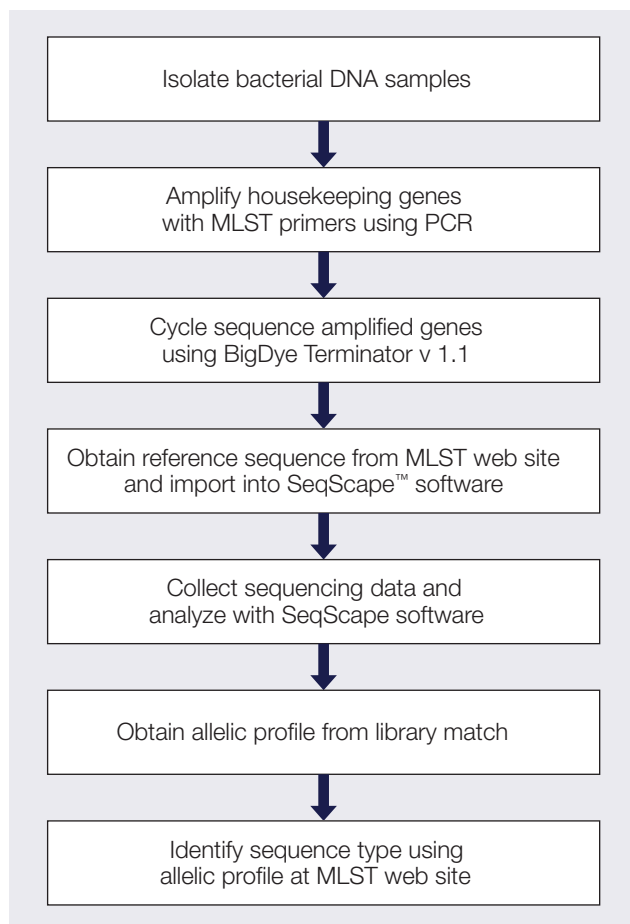 Isolate bacterial DNA samples
Amplify housekeeping genes
with MLST primers using PCR
Cycle sequence amplified genes
using BigDye Terminator v 1.1
Obtain reference sequence from MLST web site
and import into SeqScape™ software
Collect sequencing data and
analyze with SeqScape software
Obtain allelic profile from library match
Identify sequence type using
allelic profile at MLST web site